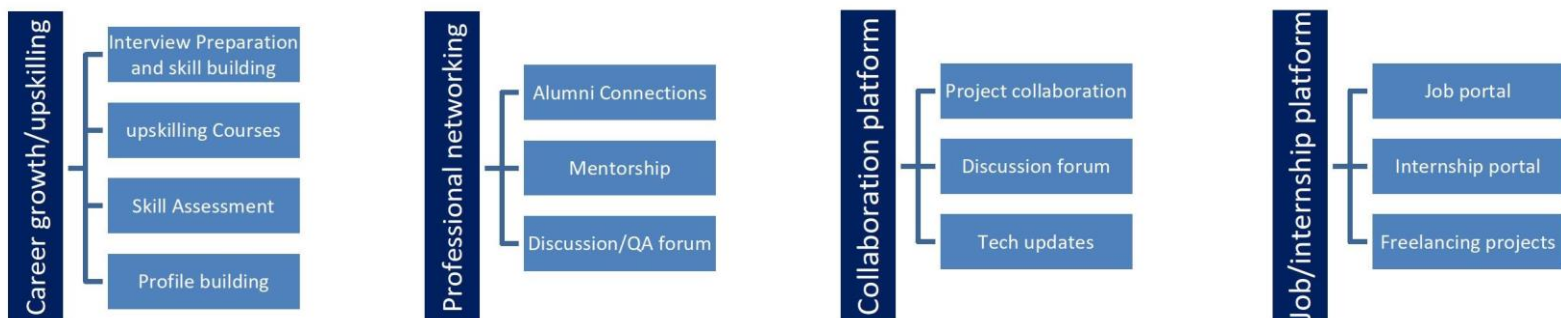 Career growth/upskilling
Interview Preparation
and skill building
upskilling Courses
Skill Assessment
Profile building
Professional networking
Alumni Connections
Mentorship
Discussion/QA forum
Collaboration platform
Project collaboration
Discussion forum
Tech updates
Job/internship platform
Job portal
Internship portal
Freelancing projects